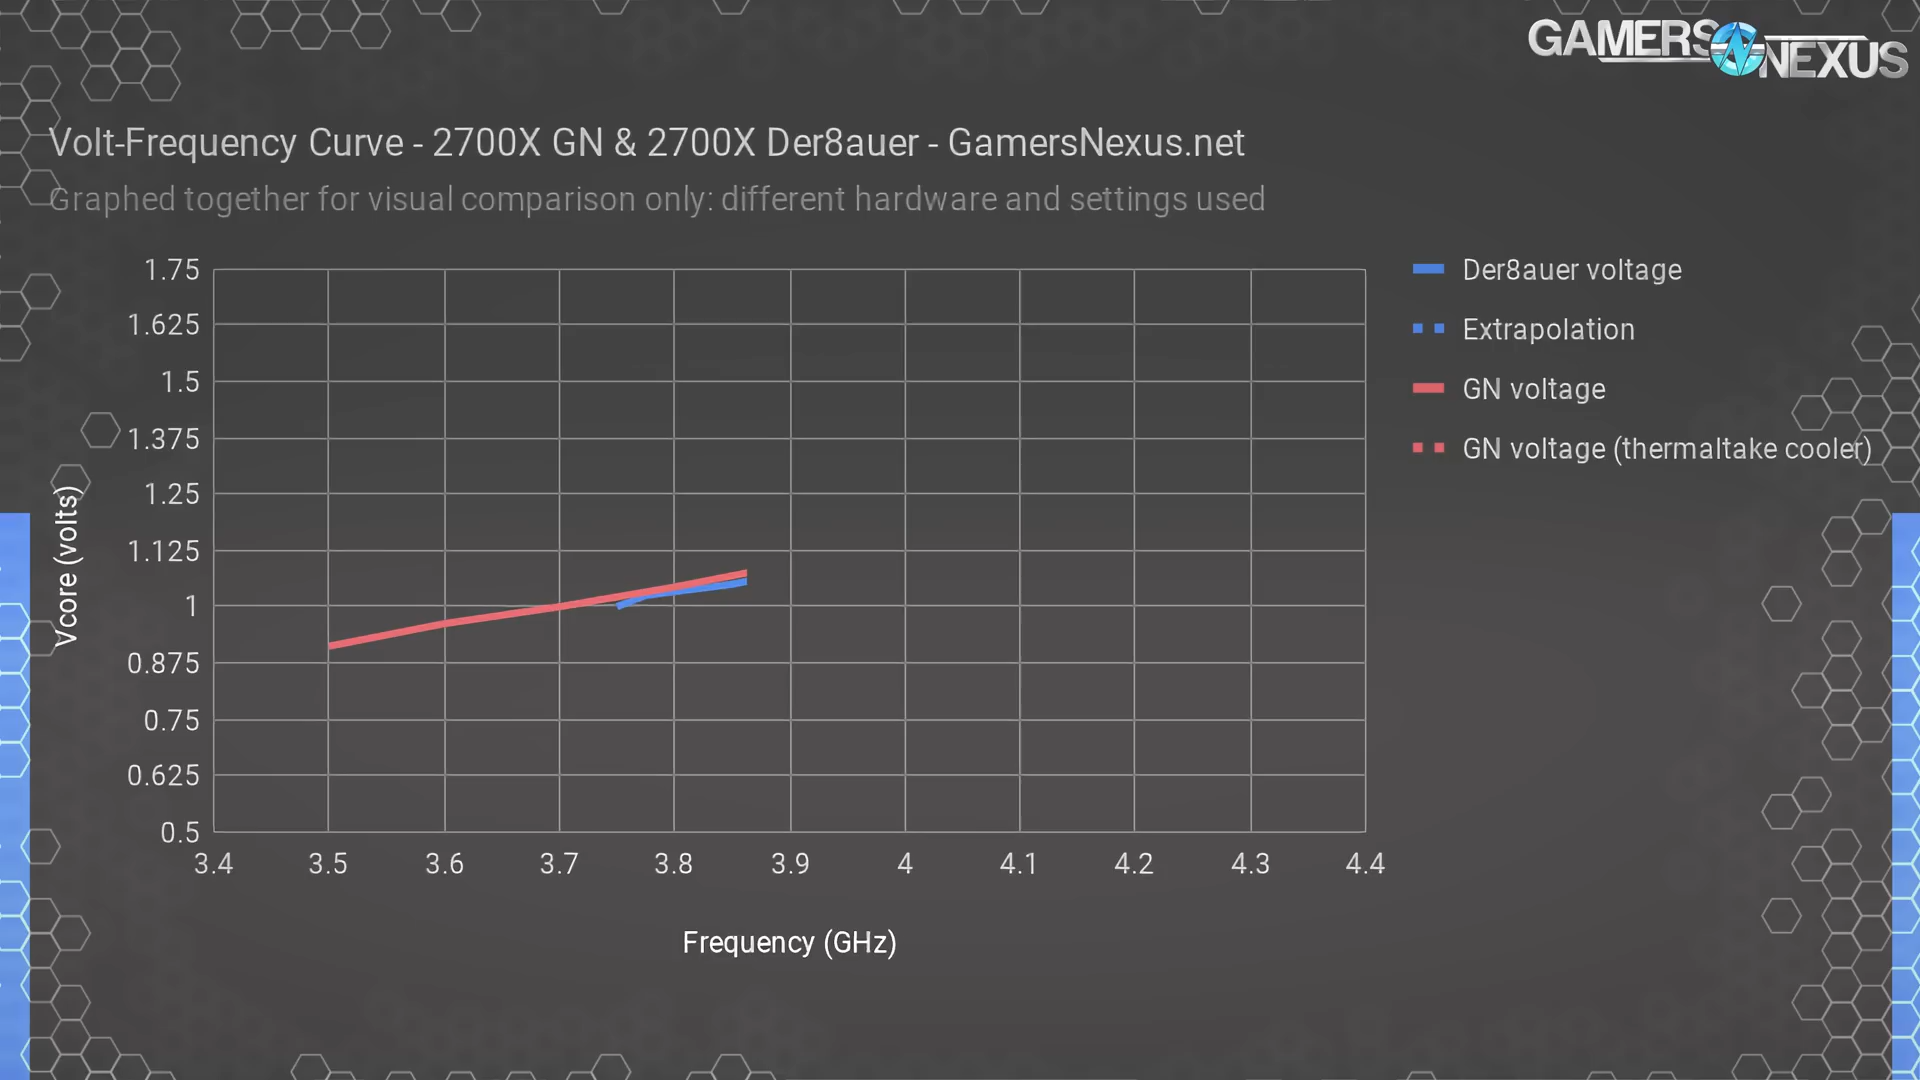 GAMERS NEXUS
Volt-Frequency Curve - 2700X GN & 2700X Der8auer - GamersNexus.net
Graphed together for visual comparison only: different hardware and settings used
1.75
1.625
1.5
1.375
1.25
1.125
1
0.875
0.75
0.625
0.5
Vcore (volts)
3.4 3.5 3.6 3.7 3.8 3.9 4 4.1 4.2 4.3 4.4
Frequency (GHz)
Der8auer voltage
Extrapolation
GN voltage
GN voltage (thermaltake cooler)